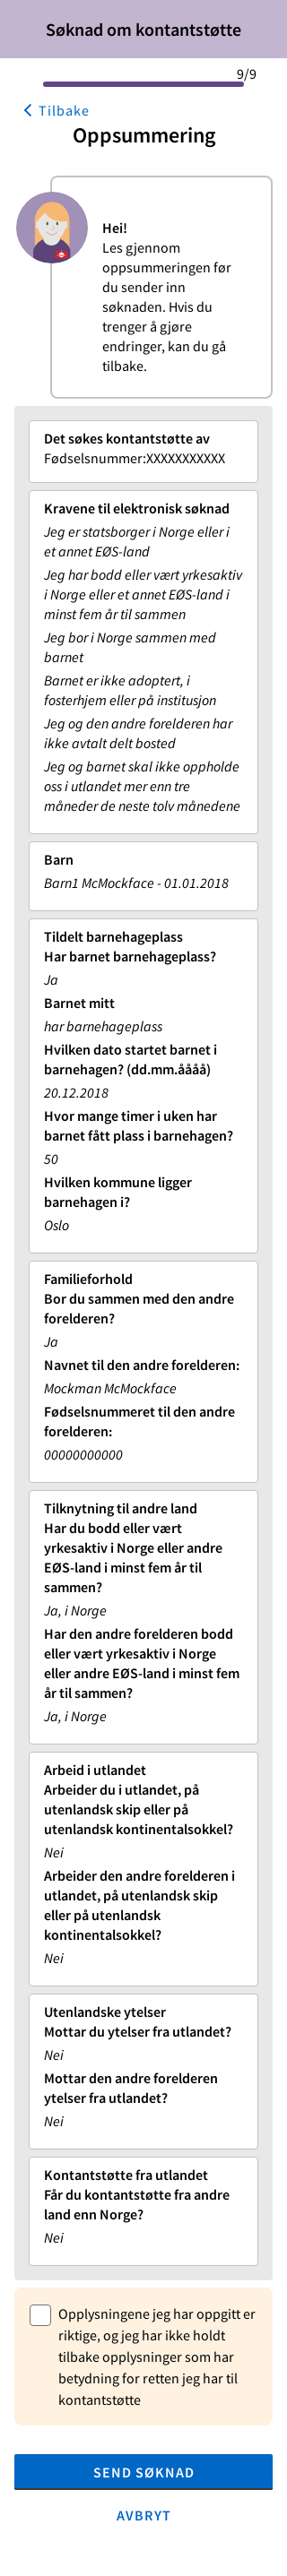 Søknad om kontantstøtte
9/9
Tilbake
Oppsummering
Hei!
Les gjennom
oppsummeringen før
du sender inn
søknaden. Hvis du
trenger å gjøre
endringer, kan du gå
tilbake.
Det søkes kontantstøtte av
Fødselsnummer:XXXXXXXXXXX
Kravene til elektronisk søknad
Jeg er statsborger i Norge eller i
et annet EØS-land
Jeg har bodd eller vært yrkesaktiv
i Norge eller et annet EØS-land i
minst fem år til sammen
Jeg bor i Norge sammen med
barnet
Barnet er ikke adoptert, i
fosterhjem eller på institusjon
Jeg og den andre forelderen har
ikke avtalt delt bosted
Jeg og barnet skal ikke oppholde
oss i utlandet mer enn tre
måneder de neste tolv månedene
Barn
Barn1 McMockface - 01.01.2018
Tildelt barnehageplass
Har barnet barnehageplass?
Ja
Barnet mitt
har barnehageplass
Hvilken dato startet barnet i
barnehagen? (dd.mm.åååå)
20.12.2018
Hvor mange timer i uken har
barnet fått plass i barnehagen?
50
Hvilken kommune ligger
barnehagen i?
Oslo
Familieforhold
Bor du sammen med den andre
forelderen?
Ja
Navnet til den andre forelderen:
Mockman McMockface
Fødselsnummeret til den andre
forelderen:
00000000000
Tilknytning til andre land
Har du bodd eller vært
yrkesaktiv i Norge eller andre
EØS-land i minst fem år til
sammen?
Ja, i Norge
Har den andre forelderen bodd
eller vært yrkesaktiv i Norge
eller andre EØS-land i minst fem
år til sammen?
Ja, i Norge
Arbeid i utlandet
Arbeider du i utlandet, på
utenlandsk skip eller på
utenlandsk kontinentalsokkel?
Nei
Arbeider den andre forelderen i
utlandet, på utenlandsk skip
eller på utenlandsk
kontinentalsokkel?
Nei
Utenlandske ytelser
Mottar du ytelser fra utlandet?
Nei
Mottar den andre forelderen
ytelser fra utlandet?
Nei
Kontantstøtte fra utlandet
Får du kontantstøtte fra andre
land enn Norge?
Nei
Opplysningene jeg har oppgitt er
riktige, og jeg har ikke holdt
tilbake opplysninger som har
betydning for retten jeg har til
kontantstøtte
SEND SØKNAD
AVBRYT